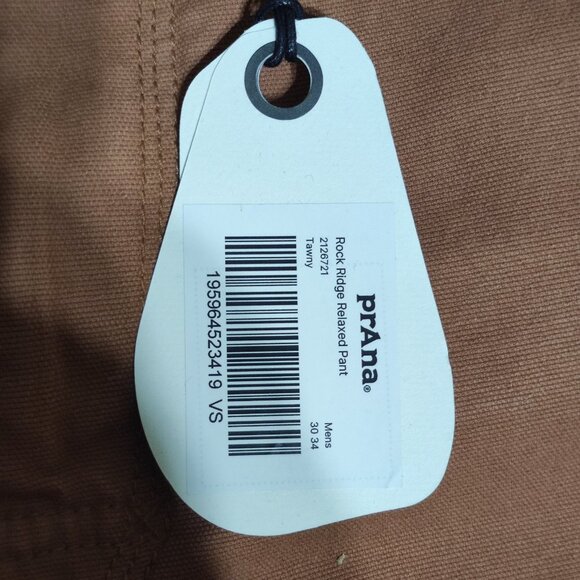 prAna®
Rock Ridge Relaxed Pant
2126721
Tawny
Mens
30 34
195964523419 VS